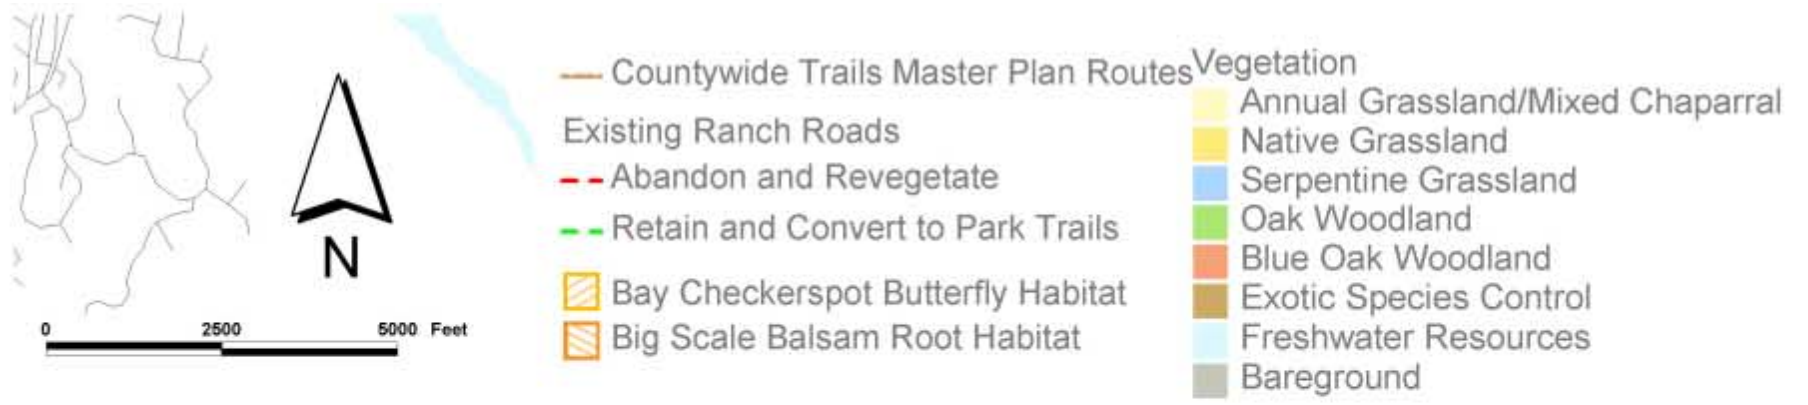 N
0 2500 5000 Feet
Countywide Trails Master Plan Routes
Existing Ranch Roads
Abandon and Revegetate
Retain and Convert to Park Trails
Bay Checkerspot Butterfly Habitat
Big Scale Balsam Root Habitat
Vegetation
Annual Grassland/Mixed Chaparral
Native Grassland
Serpentine Grassland
Oak Woodland
Blue Oak Woodland
Exotic Species Control
Freshwater Resources
Bareground